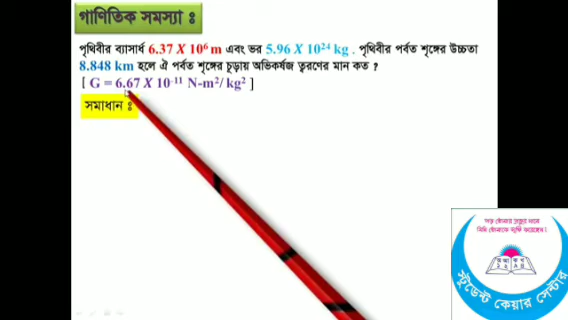 গাণিতিক সমস্যা ঃ
পৃথিবীর ব্যাসার্ধ 6.37 X 10⁶ m এবং ভর 5.96 X 10²⁴ kg . পৃথিবীর পর্বত শৃঙ্গের উচ্চতা
8.848 km হলে ঐ পর্বত শৃঙ্গের চুড়ায় অভিকর্ষজ ত্বরণের মান কত ?
[ G = 6.67 X 10⁻¹¹ N-m²/ kg² ]
সমাধান ঃ
স্টুডেন্ট কেয়ার সেন্টার